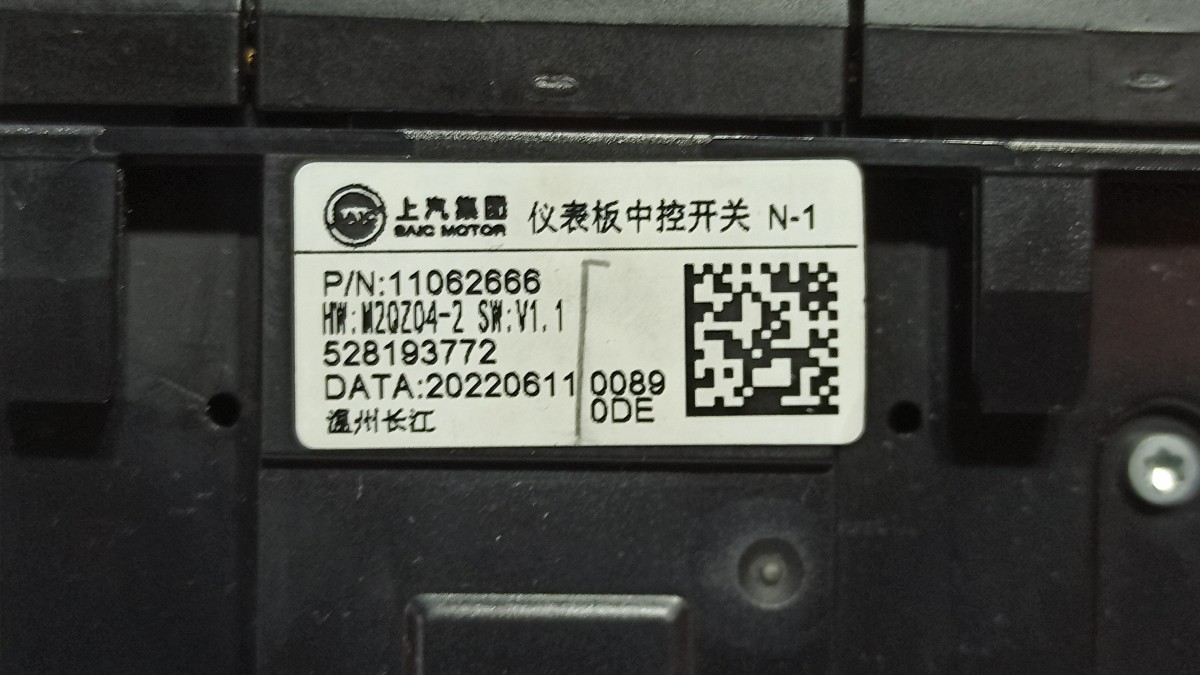 SAIC 上汽集团 SAIC MOTOR 仪表板中控开关 N-1
P/N:11062666
HW:M2QZ04-2 SW:V1.1
528193772
DATA:20220611 0089
0DE
温州长江